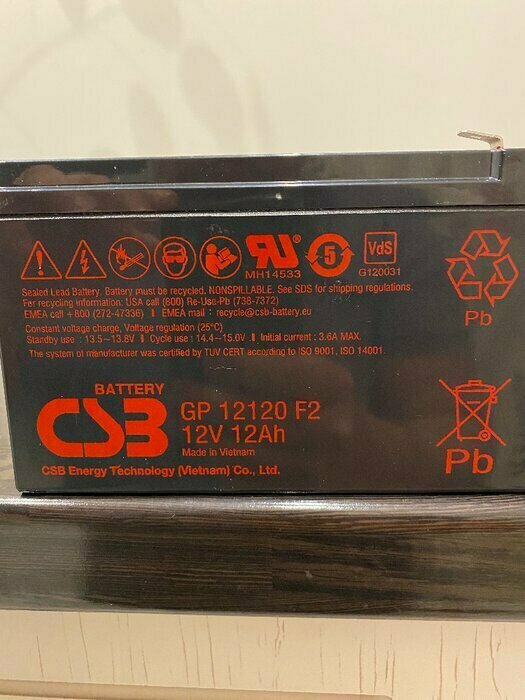 RU
MH14533
5
VdS
G120031
Sealed Lead Battery. Battery must be recycled. NONSPILLABLE. See SDS for shipping regulations.
For recycling information: USA call (800) Re-Use-Pb (738-7372)
EMEA call +800 (272-47336) | EMEA mail : recycle@csb-battery.eu
Constant voltage charge, Voltage regulation (25°C)
Standby use : 13.5~13.8V | Cycle use : 14.4~15.0V | Initial current : 3.6A MAX.
The system of manufacturer was certified by TUV CERT according to ISO 9001, ISO 14001.
Pb
BATTERY
CSB
GP 12120 F2
12V 12Ah
Made in Vietnam
CSB Energy Technology (Vietnam) Co., Ltd.
Pb